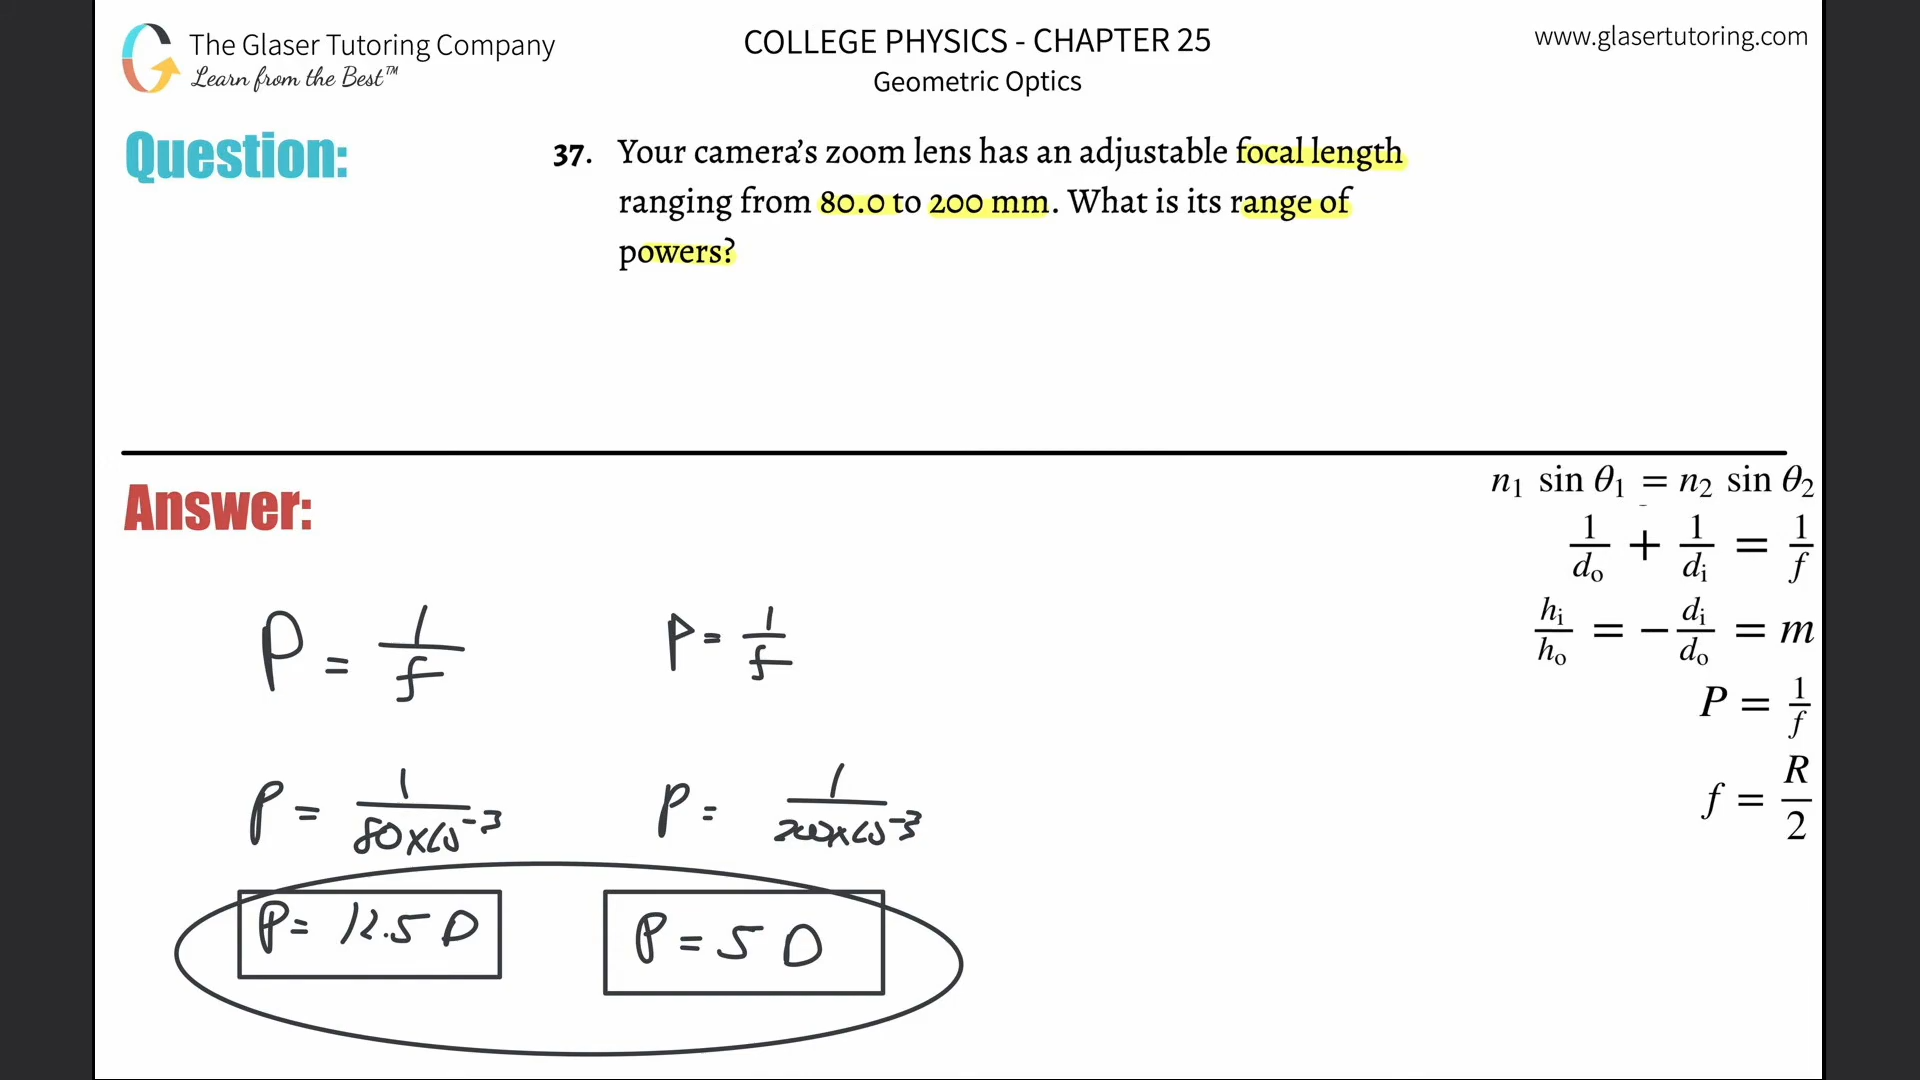 The Glaser Tutoring Company
Learn from the Best™
COLLEGE PHYSICS - CHAPTER 25
Geometric Optics
www.glasertutoring.com
Question:
37. Your camera’s zoom lens has an adjustable focal length
ranging from 80.0 to 200 mm. What is its range of
powers?
Answer:
n₁ sin θ₁ = n₂ sin θ₂
1/dₒ + 1/dᵢ = 1/f
hᵢ/hₒ = −dᵢ/dₒ = m
P = 1/f
f = R/2
P = 1/f
P = 1/f
P = 1/80×10⁻³
P = 1/200×10⁻³
P = 12.5 D
P = 5 D